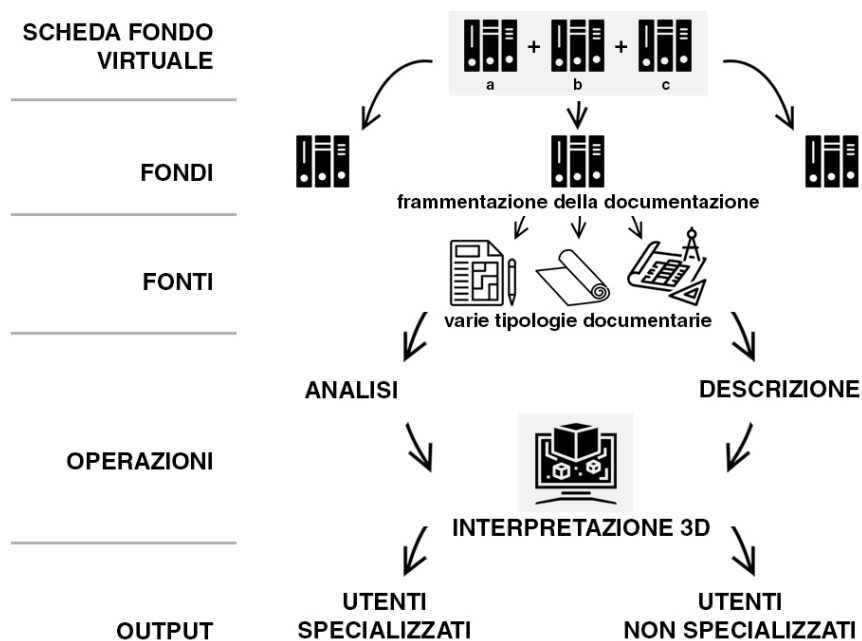 SCHEDA FONDO
VIRTUALE
+ +
a b c
FONDI
frammentazione della documentazione
FONTI
varie tipologie documentarie
ANALISI DESCRIZIONE
OPERAZIONI
INTERPRETAZIONE 3D
UTENTI
SPECIALIZZATI
UTENTI
NON SPECIALIZZATI
OUTPUT